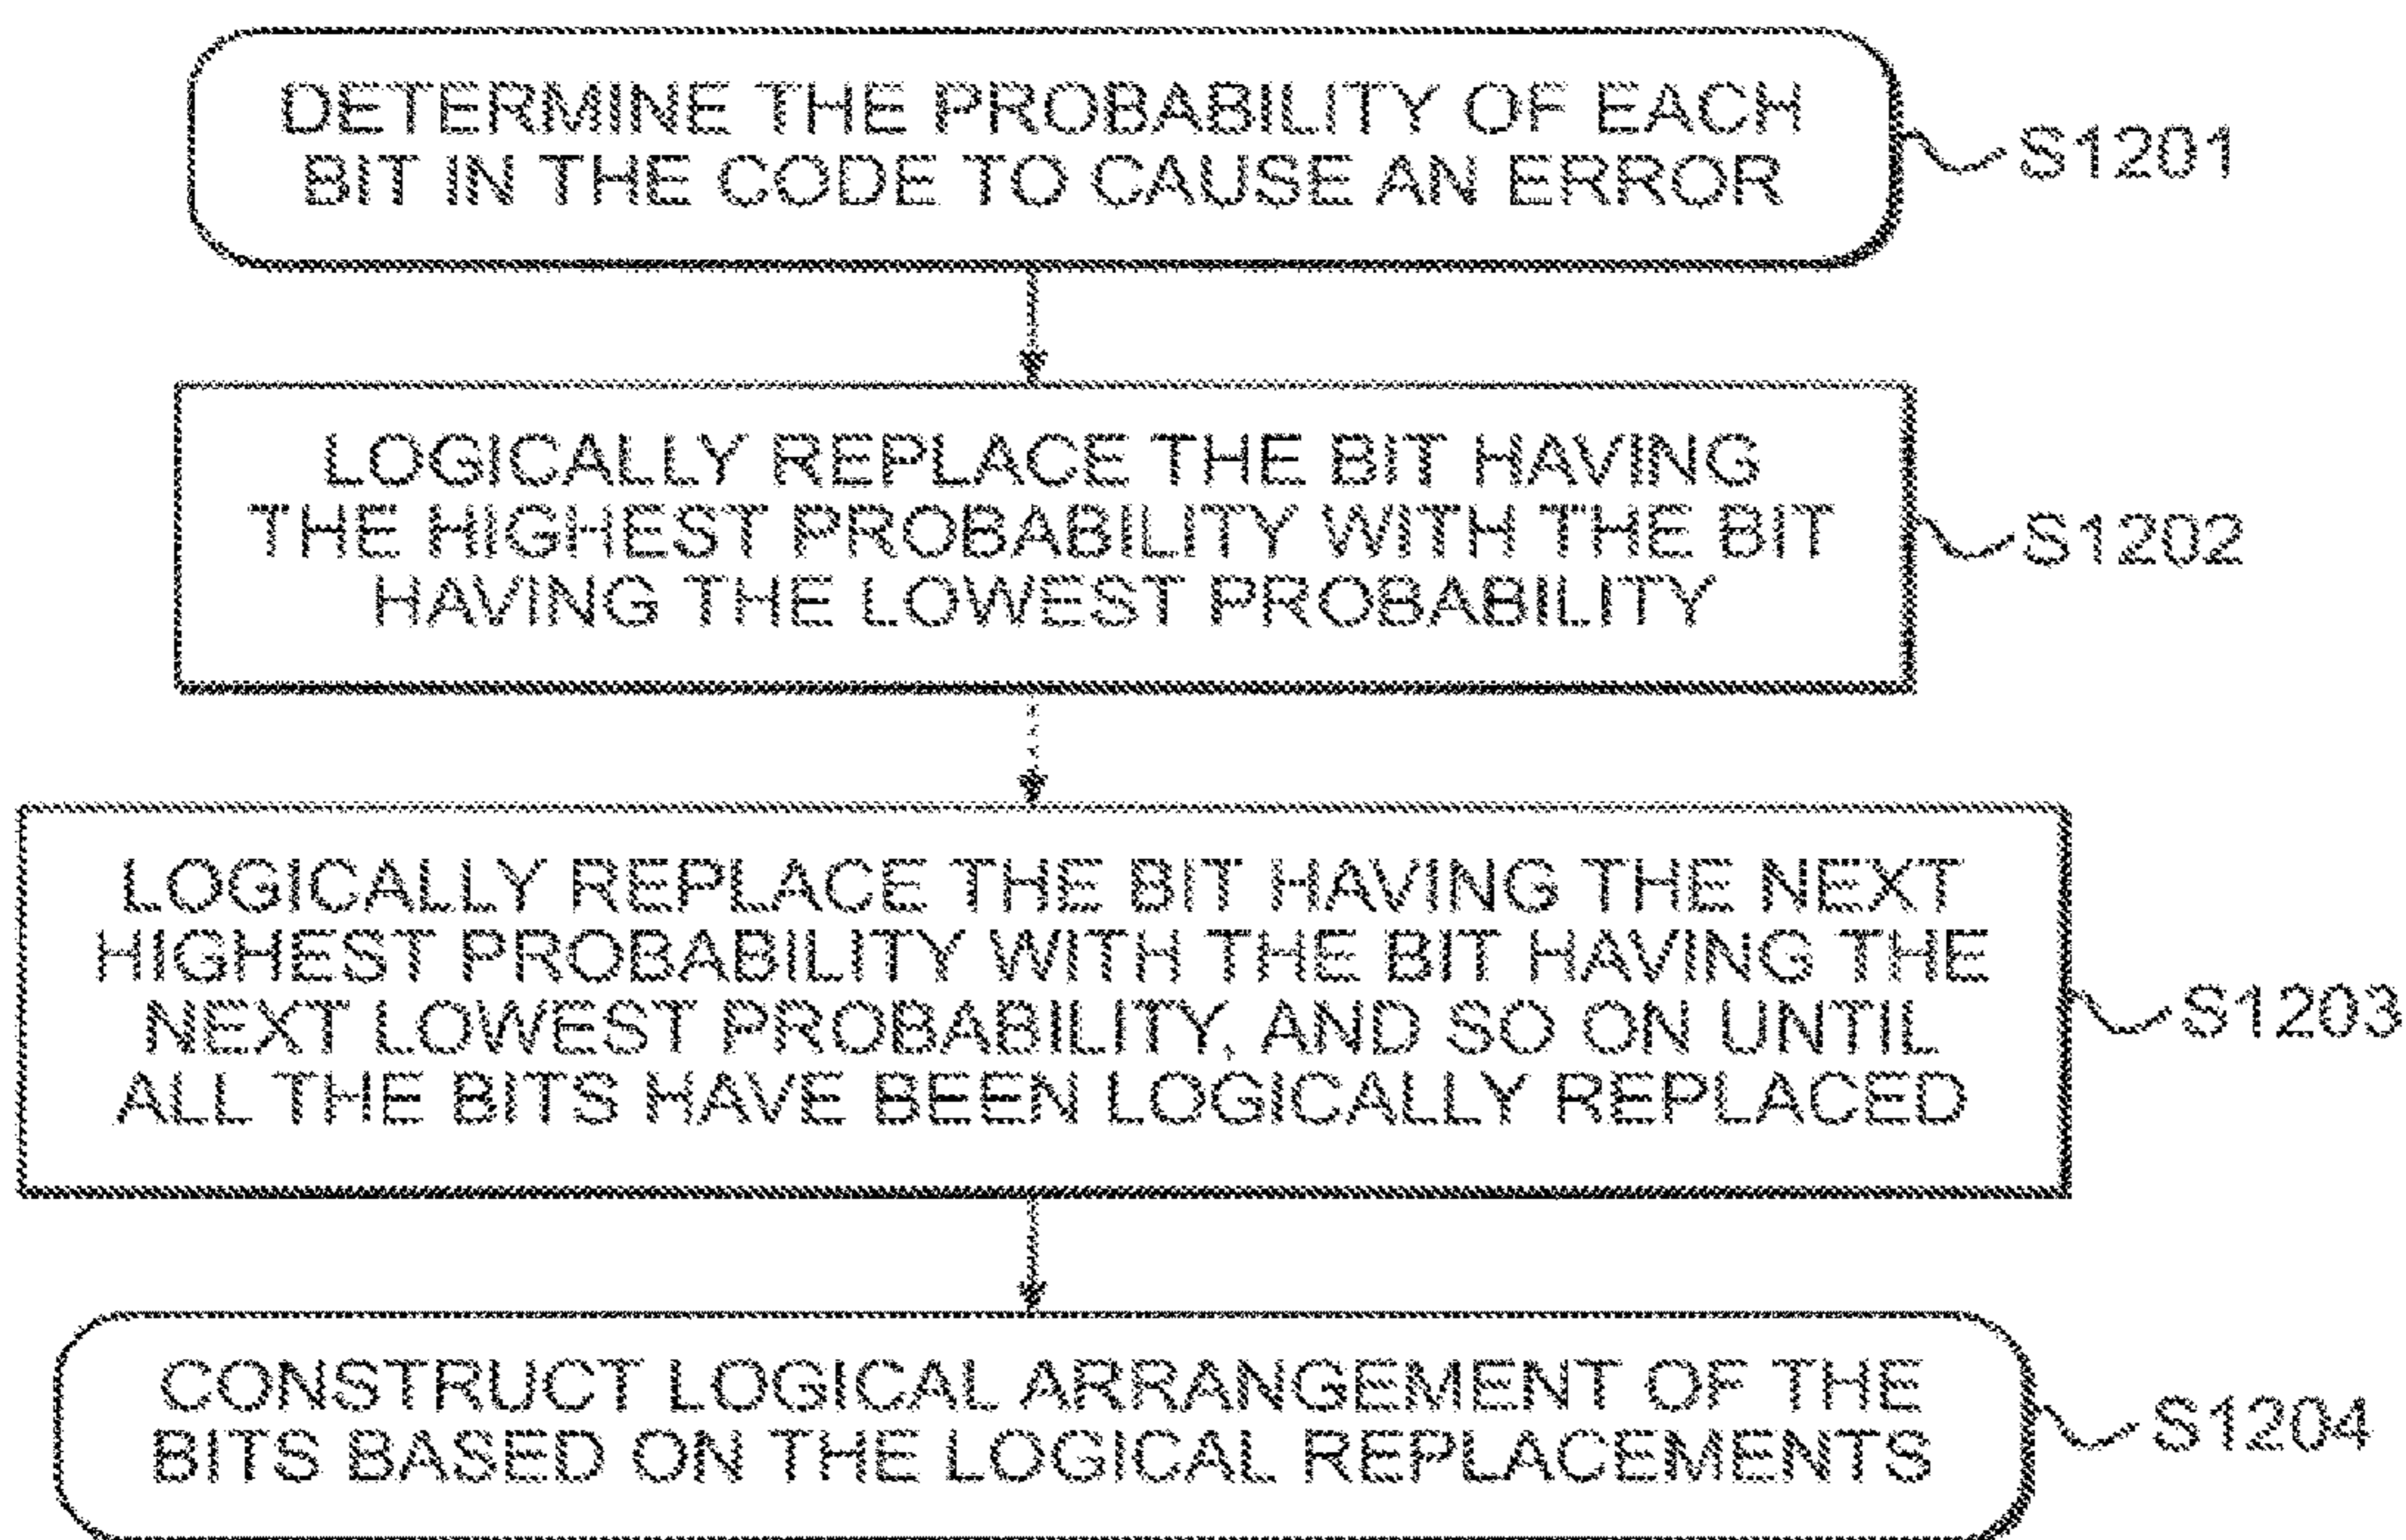 DETERMINE THE PROBABILITY OF EACH
BIT IN THE CODE TO CAUSE AN ERROR
S1201
LOGICALLY REPLACE THE BIT HAVING
THE HIGHEST PROBABILITY WITH THE BIT
HAVING THE LOWEST PROBABILITY
S1202
LOGICALLY REPLACE THE BIT HAVING THE NEXT
HIGHEST PROBABILITY WITH THE BIT HAVING THE
NEXT LOWEST PROBABILITY, AND SO ON UNTIL
ALL THE BITS HAVE BEEN LOGICALLY REPLACED
S1203
CONSTRUCT LOGICAL ARRANGEMENT OF THE
BITS BASED ON THE LOGICAL REPLACEMENTS
S1204